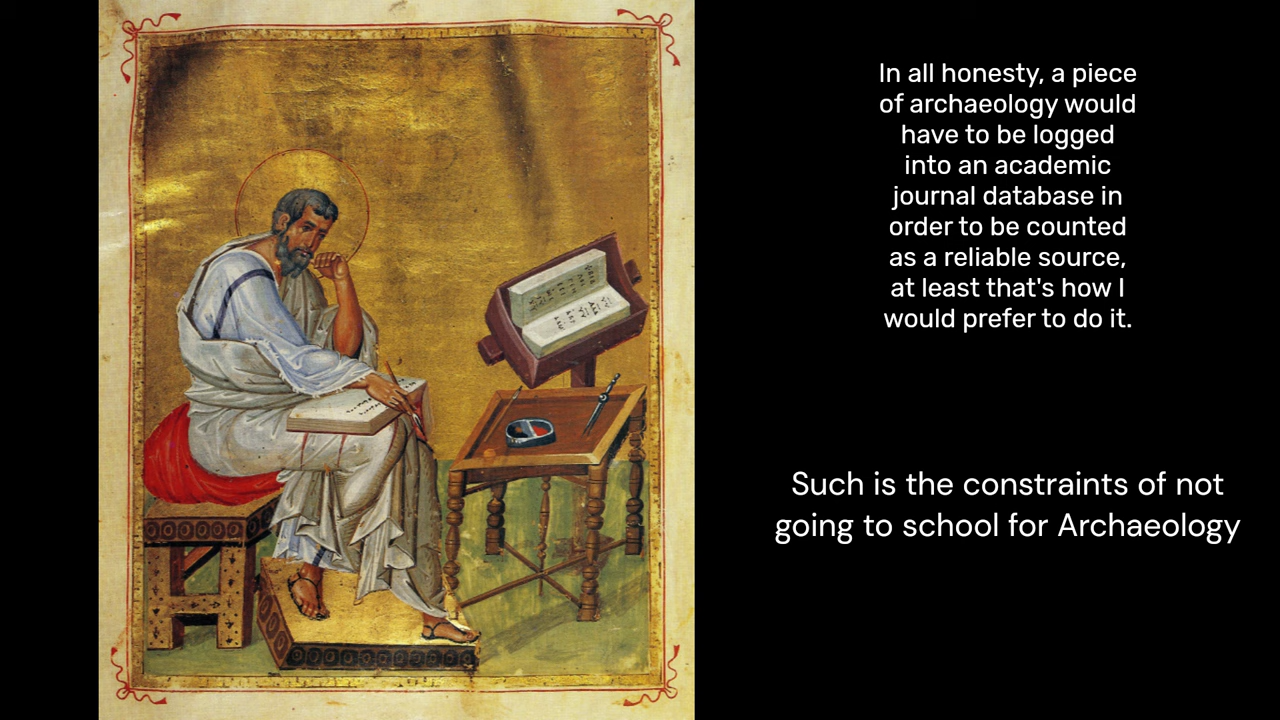 In all honesty, a piece
of archaeology would
have to be logged
into an academic
journal database in
order to be counted
as a reliable source,
at least that's how I
would prefer to do it.
Such is the constraints of not
going to school for Archaeology